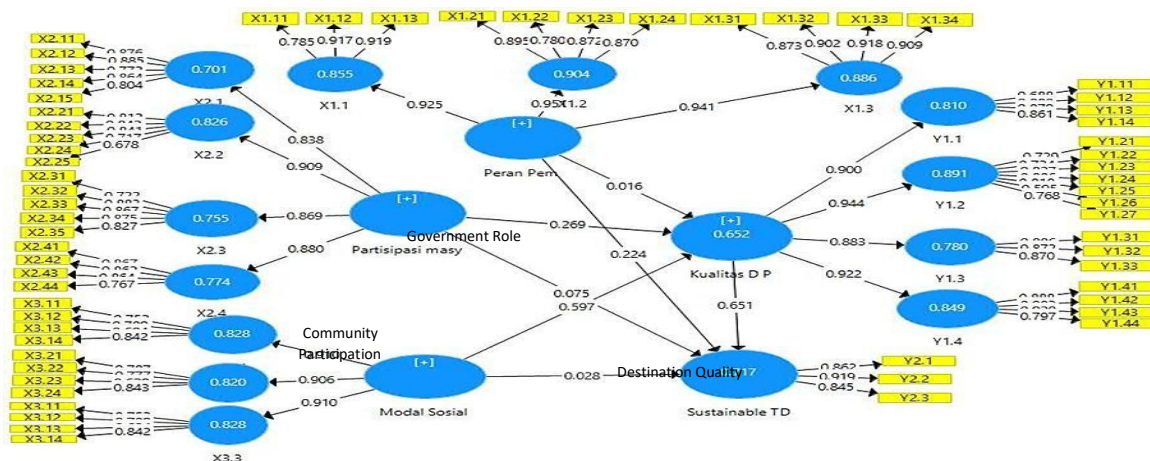 X1.11 X1.12 X1.13 X1.21 X1.22 X1.23 X1.24 X1.31 X1.32 X1.33 X1.34
0.785 0.917 0.919 0.780 0.870 0.873 0.902 0.918 0.909
X2.11
X2.12
X2.13
X2.14
X2.15
0.876
0.885
0.804
0.701
X2.1
0.855
X1.1
0.904
0.886
X1.3
X2.21
X2.22
X2.23
X2.24
X2.25
0.678
0.826
X2.2
0.838
0.909
0.925
0.941
[+]
Peran Pem
Y1.11
Y1.12
Y1.13
Y1.14
0.861
0.810
Y1.1
0.900
Y1.21
Y1.22
Y1.23
Y1.24
Y1.25
Y1.26
Y1.27
0.768
0.891
Y1.2
0.944
X2.31
X2.32
X2.33
X2.34
X2.35
0.875
0.827
0.755
X2.3
0.869
[+]
Government Role
Partisipasi masy
0.016
0.269
0.224
[+]
0.652
Kualitas D P
0.883
0.780
Y1.3
Y1.31
Y1.32
Y1.33
0.870
X2.41
X2.42
X2.43
X2.44
0.767
0.774
X2.4
0.880
0.075
0.597
0.651
0.922
0.849
Y1.4
Y1.41
Y1.42
Y1.43
Y1.44
0.797
X3.11
X3.12
X3.13
X3.14
0.842
0.828
Community
Participation
X3.21
X3.22
X3.23
X3.24
0.843
0.820
0.906
[+]
Modal Sosial
0.028
Destination Quality
Sustainable TD
0.862
0.919
0.845
Y2.1
Y2.2
Y2.3
X3.11
X3.12
X3.13
X3.14
0.842
0.828
X3.3
0.910